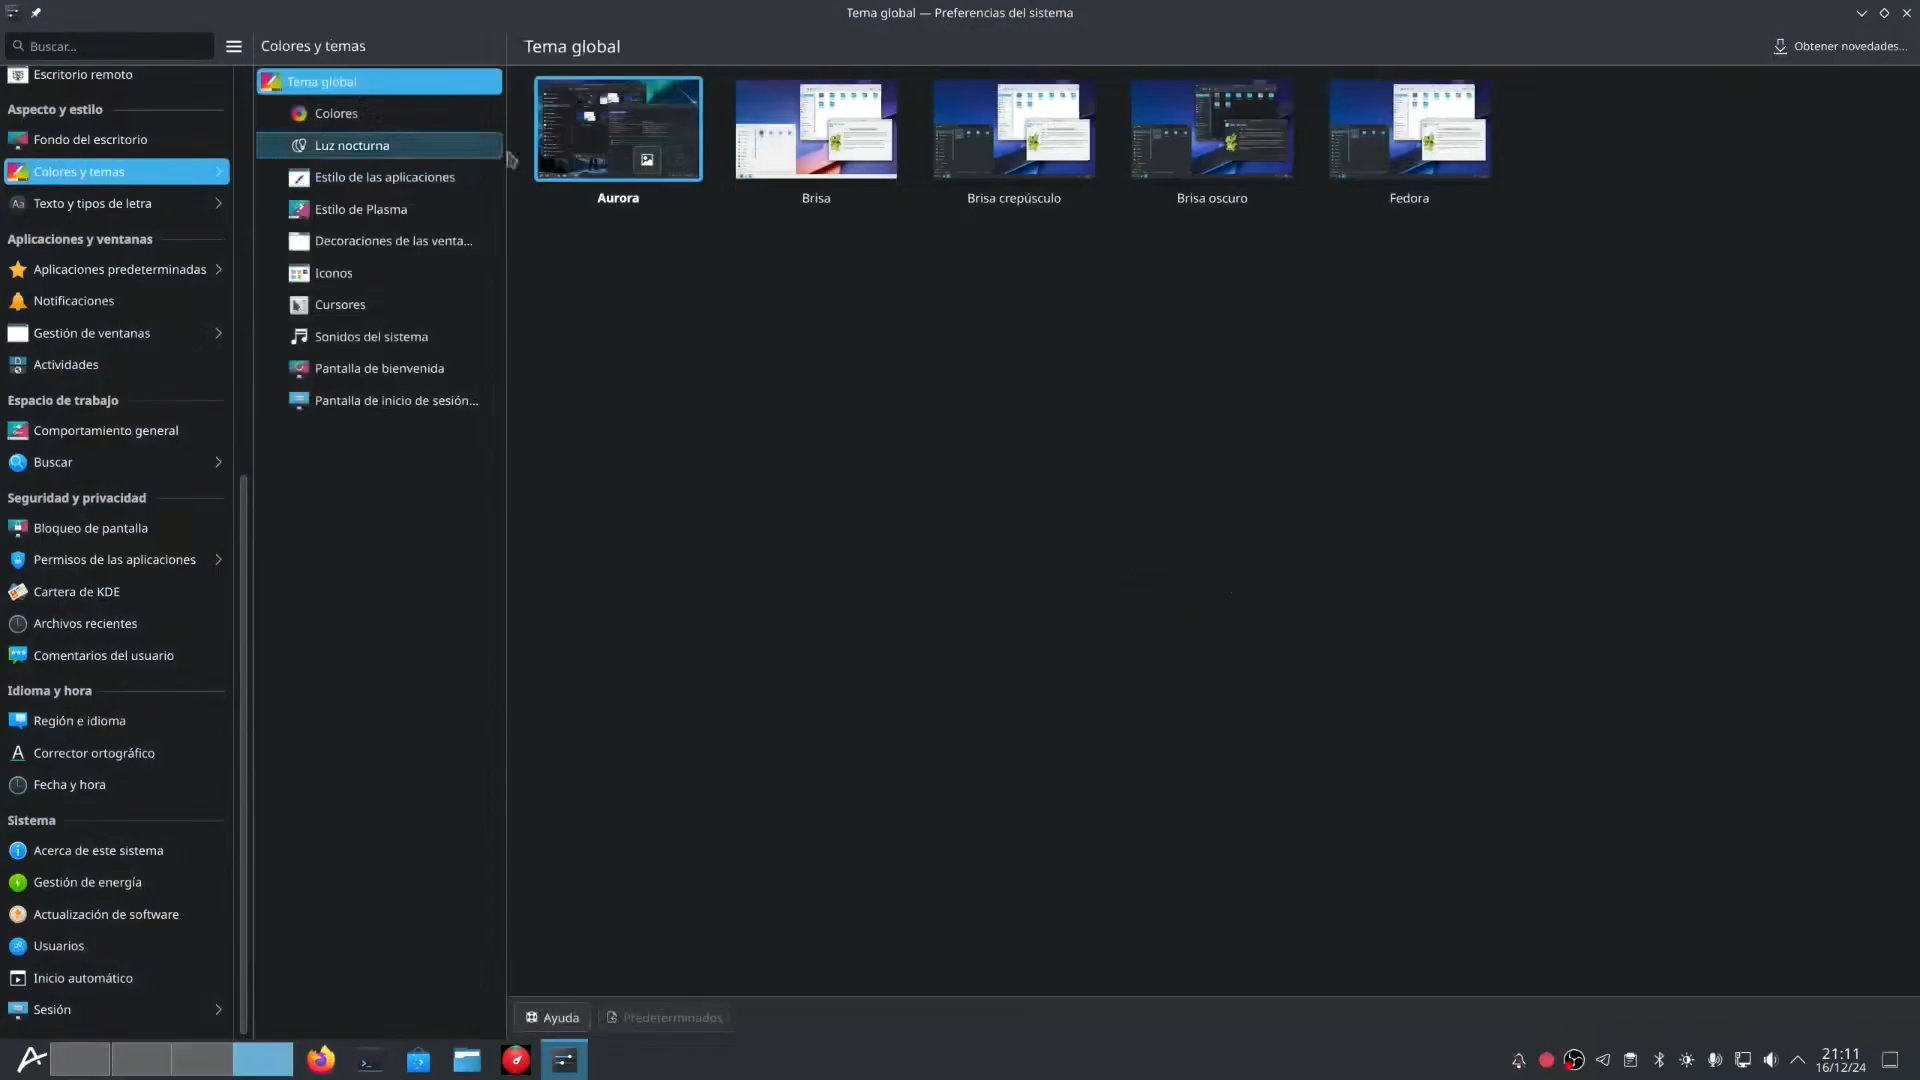 Tema global — Preferencias del sistema
Buscar...
Colores y temas
Tema global
Obtener novedades...
Escritorio remoto
Aspecto y estilo
Fondo del escritorio
Colores y temas
Texto y tipos de letra
Aplicaciones y ventanas
Aplicaciones predeterminadas
Notificaciones
Gestión de ventanas
Actividades
Espacio de trabajo
Comportamiento general
Buscar
Seguridad y privacidad
Bloqueo de pantalla
Permisos de las aplicaciones
Cartera de KDE
Archivos recientes
Comentarios del usuario
Idioma y hora
Región e idioma
Corrector ortográfico
Fecha y hora
Sistema
Acerca de este sistema
Gestión de energía
Actualización de software
Usuarios
Inicio automático
Sesión
Tema global
Colores
Luz nocturna
Estilo de las aplicaciones
Estilo de Plasma
Decoraciones de las venta...
Iconos
Cursores
Sonidos del sistema
Pantalla de bienvenida
Pantalla de inicio de sesión...
Aurora
Brisa
Brisa crepúsculo
Brisa oscuro
Fedora
Ayuda
Predeterminados
21:11
16/12/24